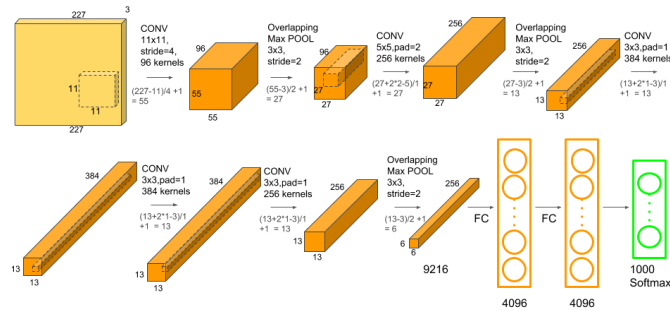 227
3
11
11
227
CONV
11x11,
stride=4,
96 kernels
(227-11)/4 +1
= 55
96
55
55
Overlapping
Max POOL
3x3,
stride=2
(55-3)/2 +1
= 27
96
27
27
CONV
5x5,pad=2
256 kernels
(27+2*2-5)/1
+1 = 27
256
27
27
Overlapping
Max POOL
3x3,
stride=2
(27-3)/2 +1
= 13
256
13
13
CONV
3x3,pad=1
384 kernels
(13+2*1-3)/1
+1 = 13
384
13
13
CONV
3x3,pad=1
384 kernels
(13+2*1-3)/1
+1 = 13
384
13
13
CONV
3x3,pad=1
256 kernels
(13+2*1-3)/1
+1 = 13
256
13
13
Overlapping
Max POOL
3x3,
stride=2
(13-3)/2 +1
= 6
256
6
6
9216
FC
4096
FC
4096
1000
Softmax